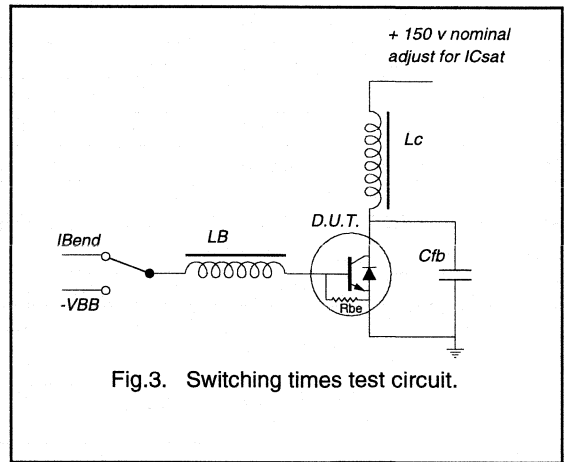 + 150 v nominal
adjust for ICsat
Lc
D.U.T.
IBend
LB
Cfb
-VBB
Rbe
Fig.3. Switching times test circuit.